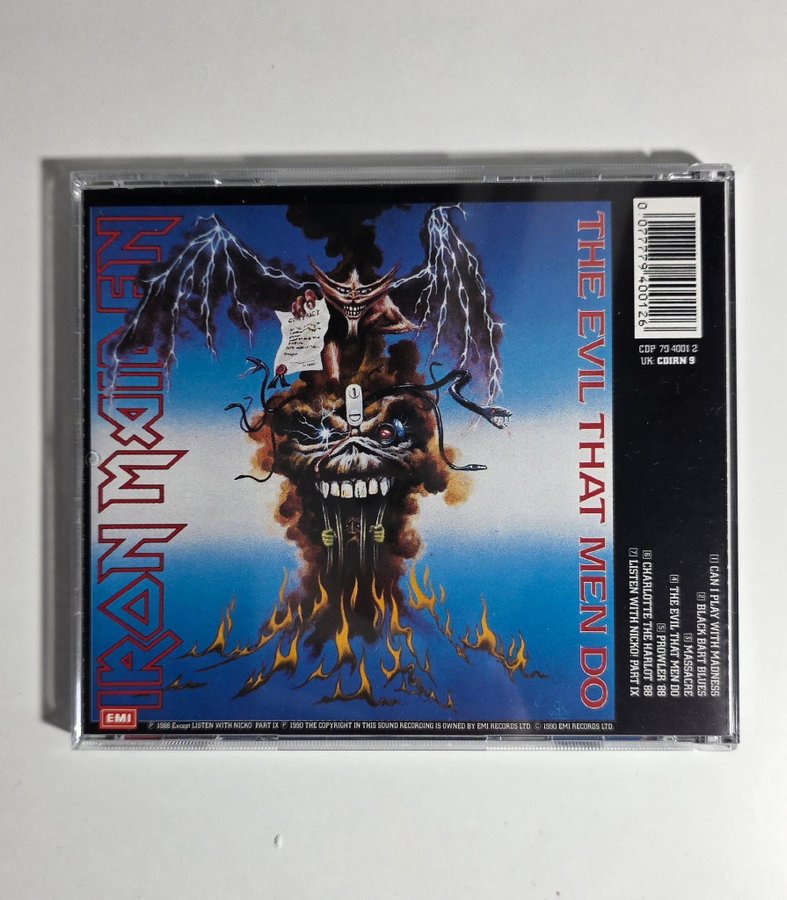 IRON MAIDEN
THE EVIL THAT MEN DO
CONTRACT
1
0 077779 400126
CDP 79 4001 2
UK: CDIRN 9
1 CAN I PLAY WITH MADNESS
2 BLACK BART BLUES
3 MASSACRE
4 THE EVIL THAT MEN DO
5 PROWLER '88
6 CHARLOTTE THE HARLOT '88
7 LISTEN WITH NICKO! PART IX
EMI
℗ 1988 Except LISTEN WITH NICKO PART IX ℗ 1990 THE COPYRIGHT IN THIS SOUND RECORDING IS OWNED BY EMI RECORDS LTD. © 1990 EMI RECORDS LTD.